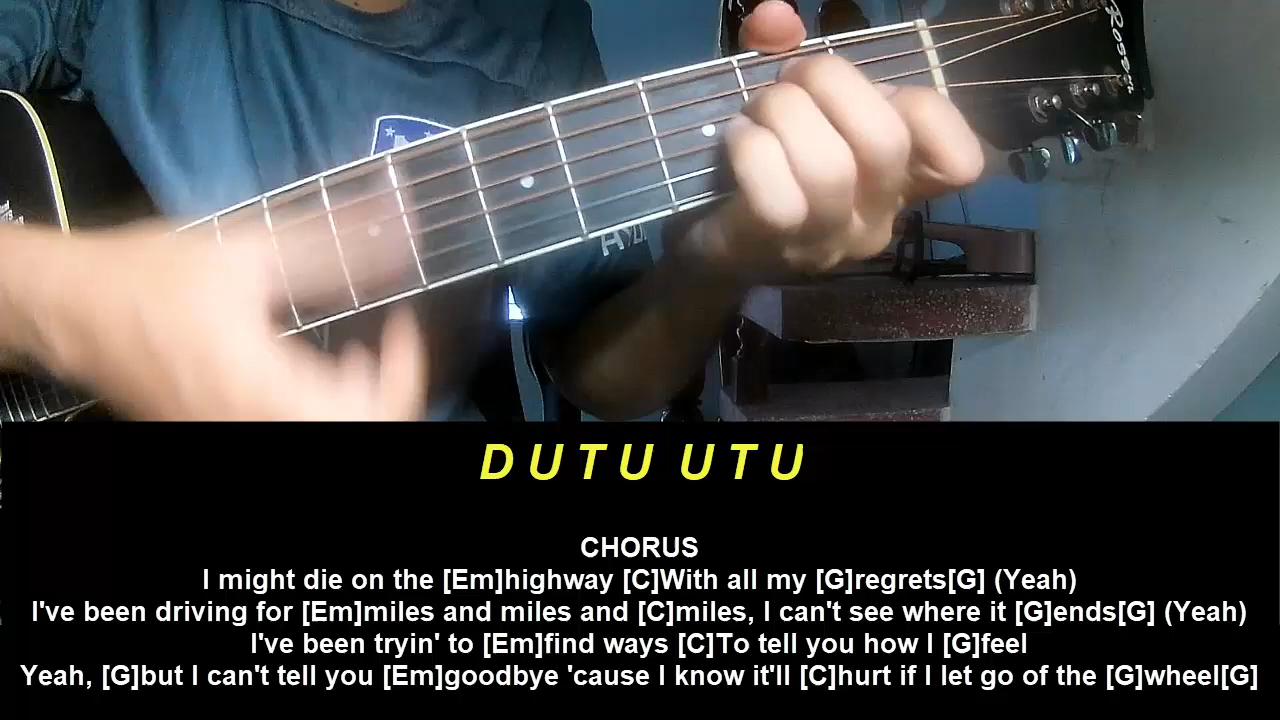 D U T U U T U
CHORUS
I might die on the [Em]highway [C]With all my [G]regrets[G] (Yeah)
I've been driving for [Em]miles and miles and [C]miles, I can't see where it [G]ends[G] (Yeah)
I've been tryin' to [Em]find ways [C]To tell you how I [G]feel
Yeah, [G]but I can't tell you [Em]goodbye 'cause I know it'll [C]hurt if I let go of the [G]wheel[G]